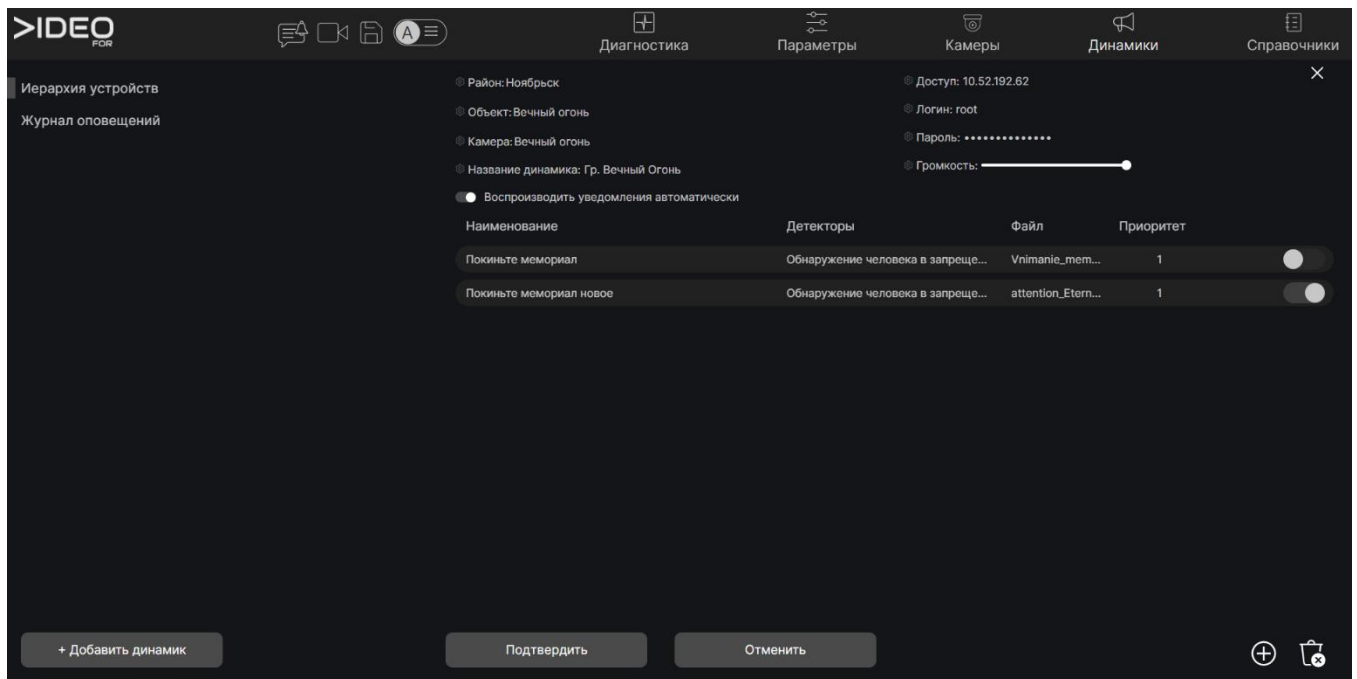 >IDEO
FOR
A
Диагностика
Параметры
Камеры
Динамики
Справочники
Иерархия устройств
Журнал оповещений
Район: Ноябрьск
Объект: Вечный огонь
Камера: Вечный огонь
Название динамика: Гр. Вечный Огонь
Доступ: 10.52.192.62
Логин: root
Пароль: ••••••••••••••
Громкость:
Воспроизводить уведомления автоматически
Наименование Детекторы Файл Приоритет
Покиньте мемориал Обнаружение человека в запреще... Vnimanie_mem... 1
Покиньте мемориал новое Обнаружение человека в запреще... attention_Etern... 1
+ Добавить динамик
Подтвердить
Отменить